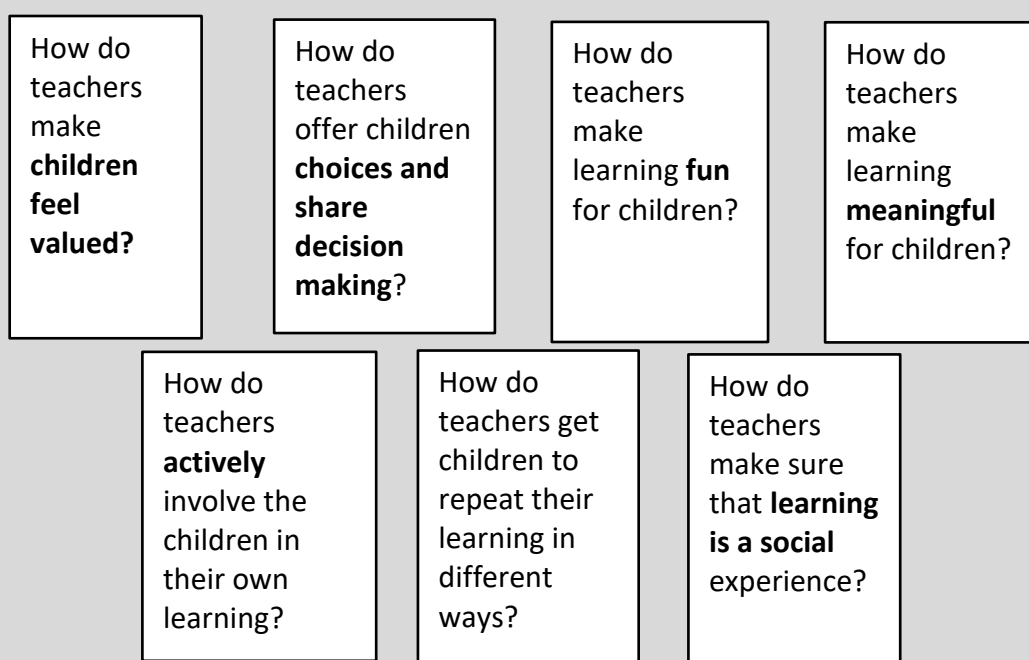 How do
teachers
make
children
feel
valued?
How do
teachers
offer children
choices and
share
decision
making?
How do
teachers
make
learning fun
for children?
How do
teachers
make
learning
meaningful
for children?
How do
teachers
actively
involve the
children in
their own
learning?
How do
teachers get
children to
repeat their
learning in
different
ways?
How do
teachers
make sure
that learning
is a social
experience?